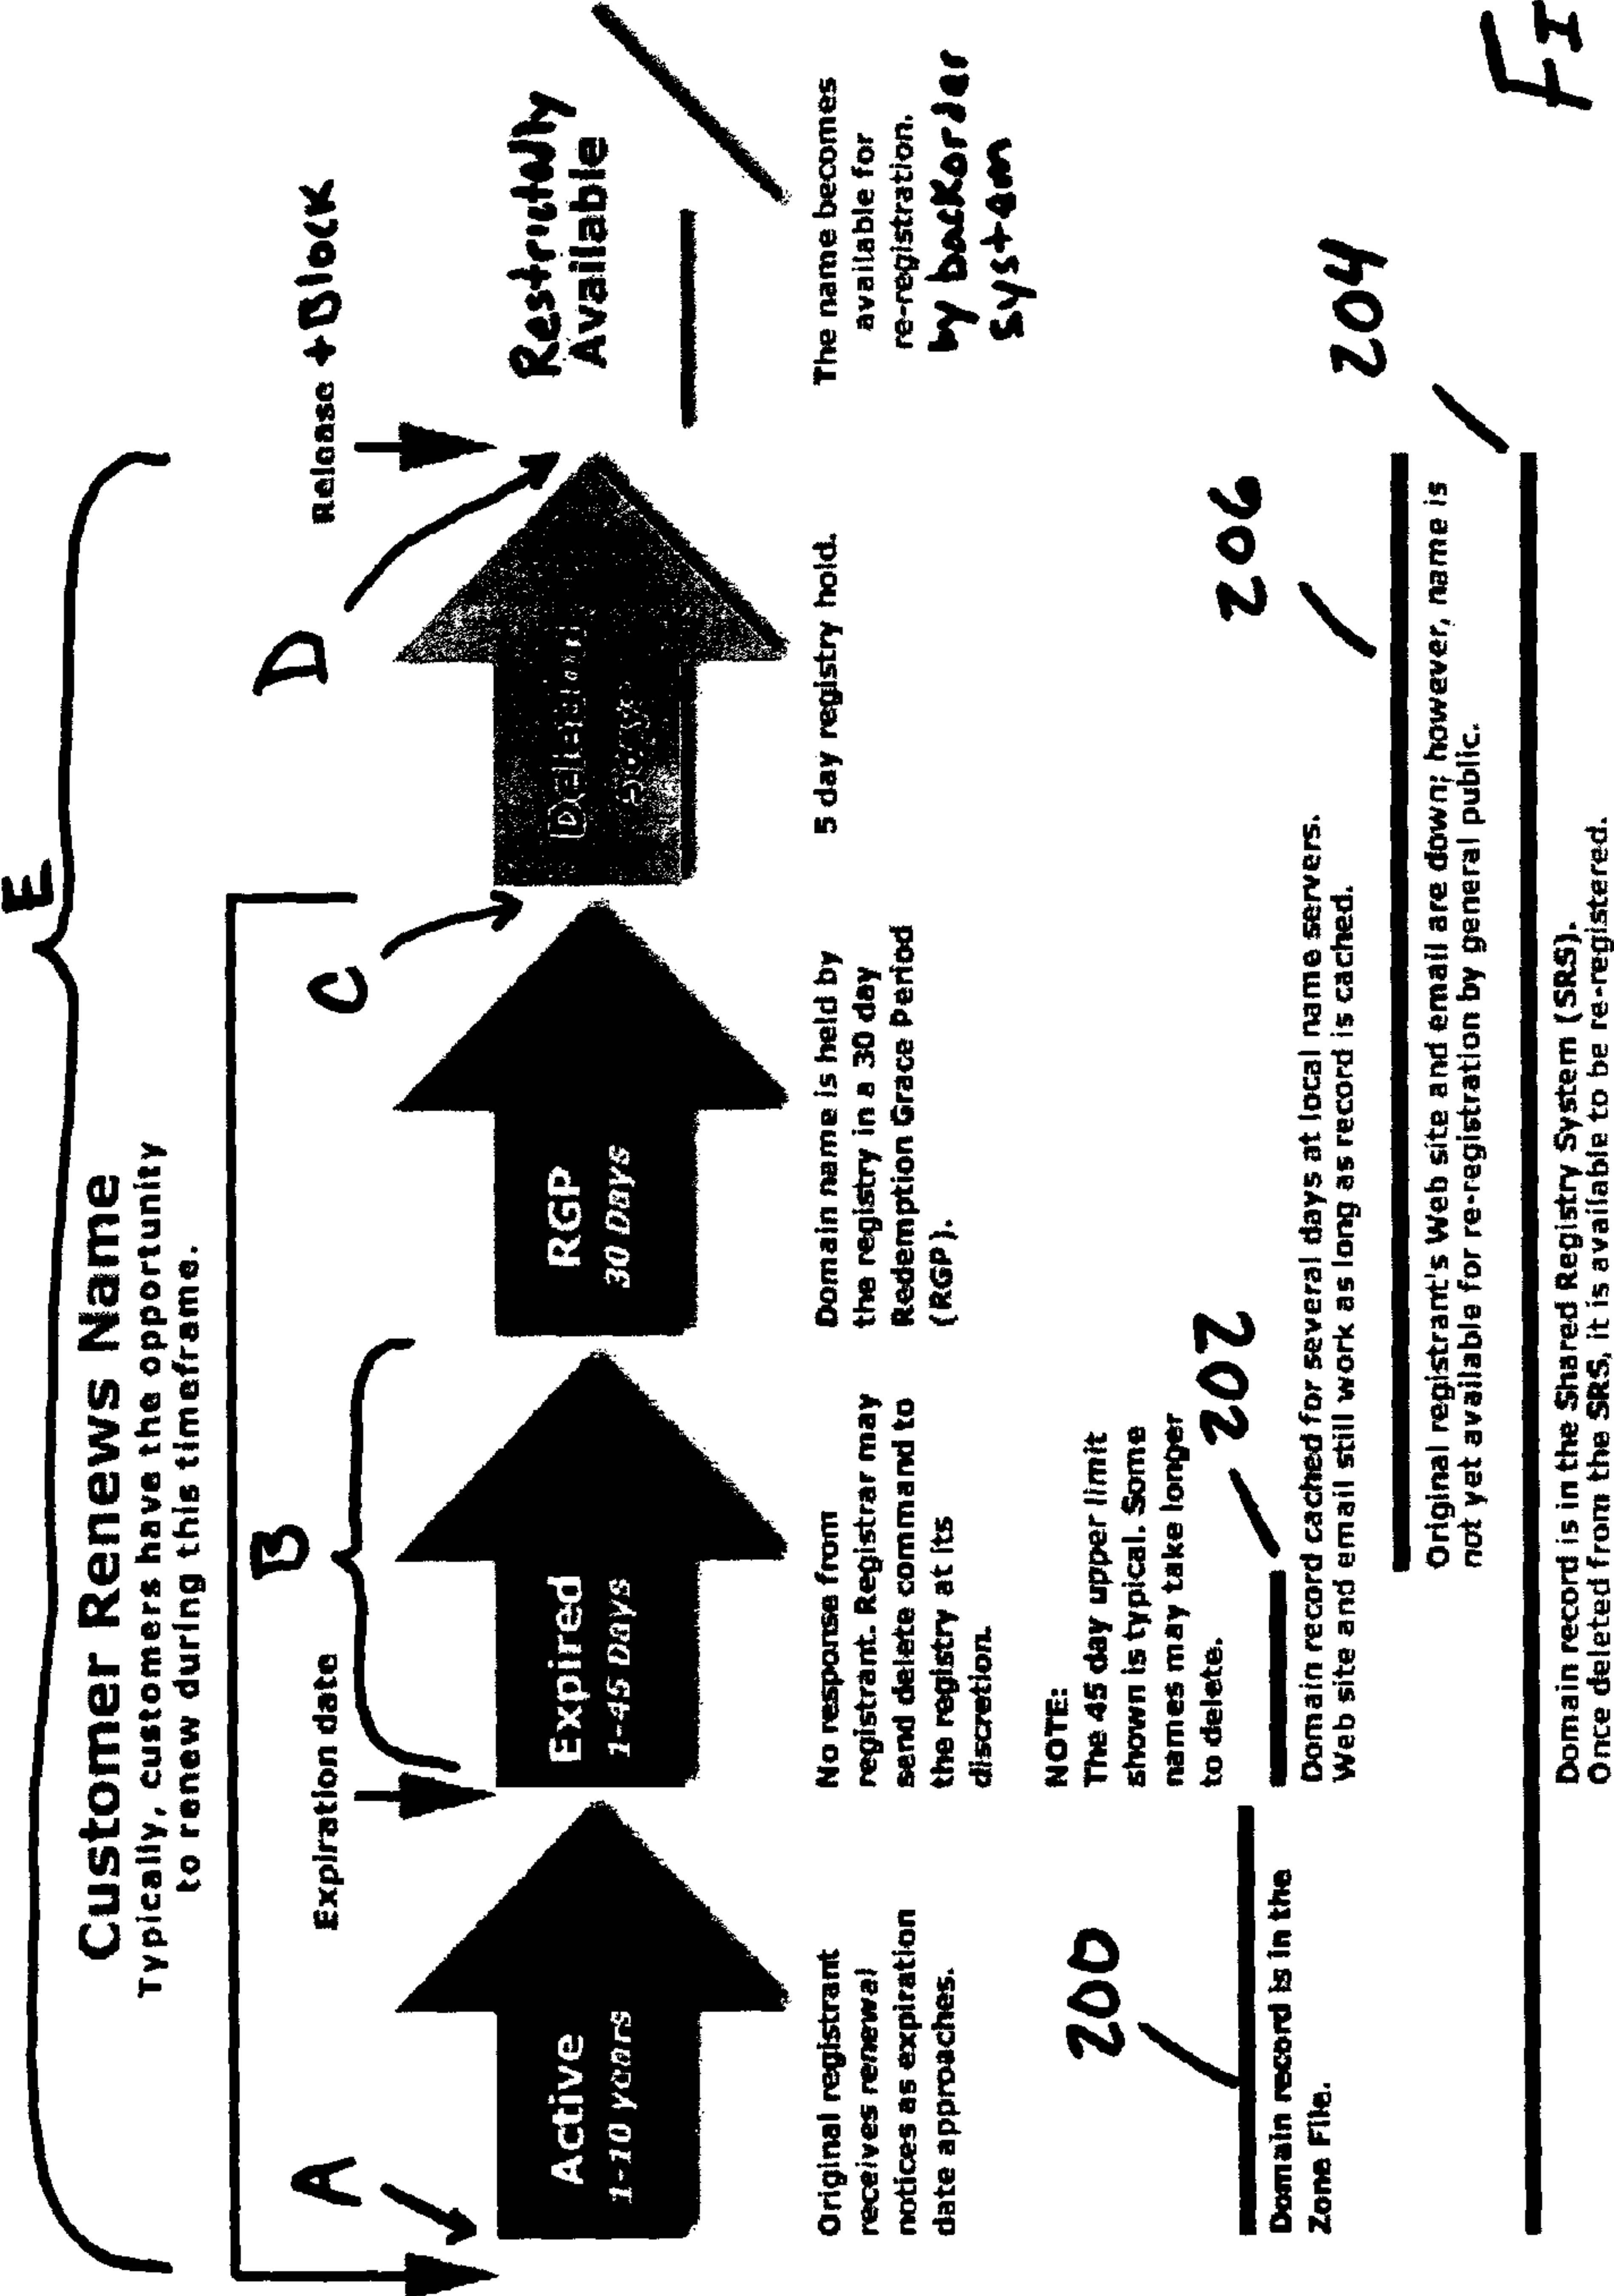 E
Customer Renews Name
Typically, customers have the opportunity
to renew during this timeframe.
A
Expiration date
B
C
D
Release + Block
Active
1-10 years
Expired
1-45 Days
RGP
30 Days
Restrictedly
Available
Original registrant
receives renewal
notices as expiration
date approaches.
No response from
registrant. Registrar may
send delete command to
the registry at its
discretion.
Domain name is held by
the registry in a 30 day
Redemption Grace Period
(RGP).
5 day registry hold.
The name becomes
available for
re-registration.
by backorder
system
NOTE:
The 45 day upper limit
shown is typical. Some
names may take longer
to delete.
200
202
206
204
Domain record is in the
Zone File.
Domain record cached for several days at local name servers.
Web site and email still work as long as record is cached.
Original registrant's Web site and email are down; however, name is
not yet available for re-registration by general public.
Domain record is in the Shared Registry System (SRS).
Once deleted from the SRS, it is available to be re-registered.
FI